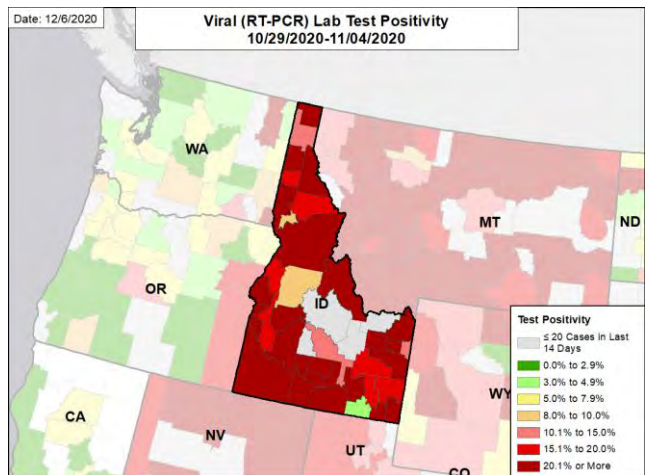 Date: 12/6/2020
Viral (RT-PCR) Lab Test Positivity
10/29/2020-11/04/2020
WA
MT
ND
OR
ID
WY
CA
NV
UT
CO
Test Positivity
≤ 20 Cases in Last
14 Days
0.0% to 2.9%
3.0% to 4.9%
5.0% to 7.9%
8.0% to 10.0%
10.1% to 15.0%
15.1% to 20.0%
20.1% or More